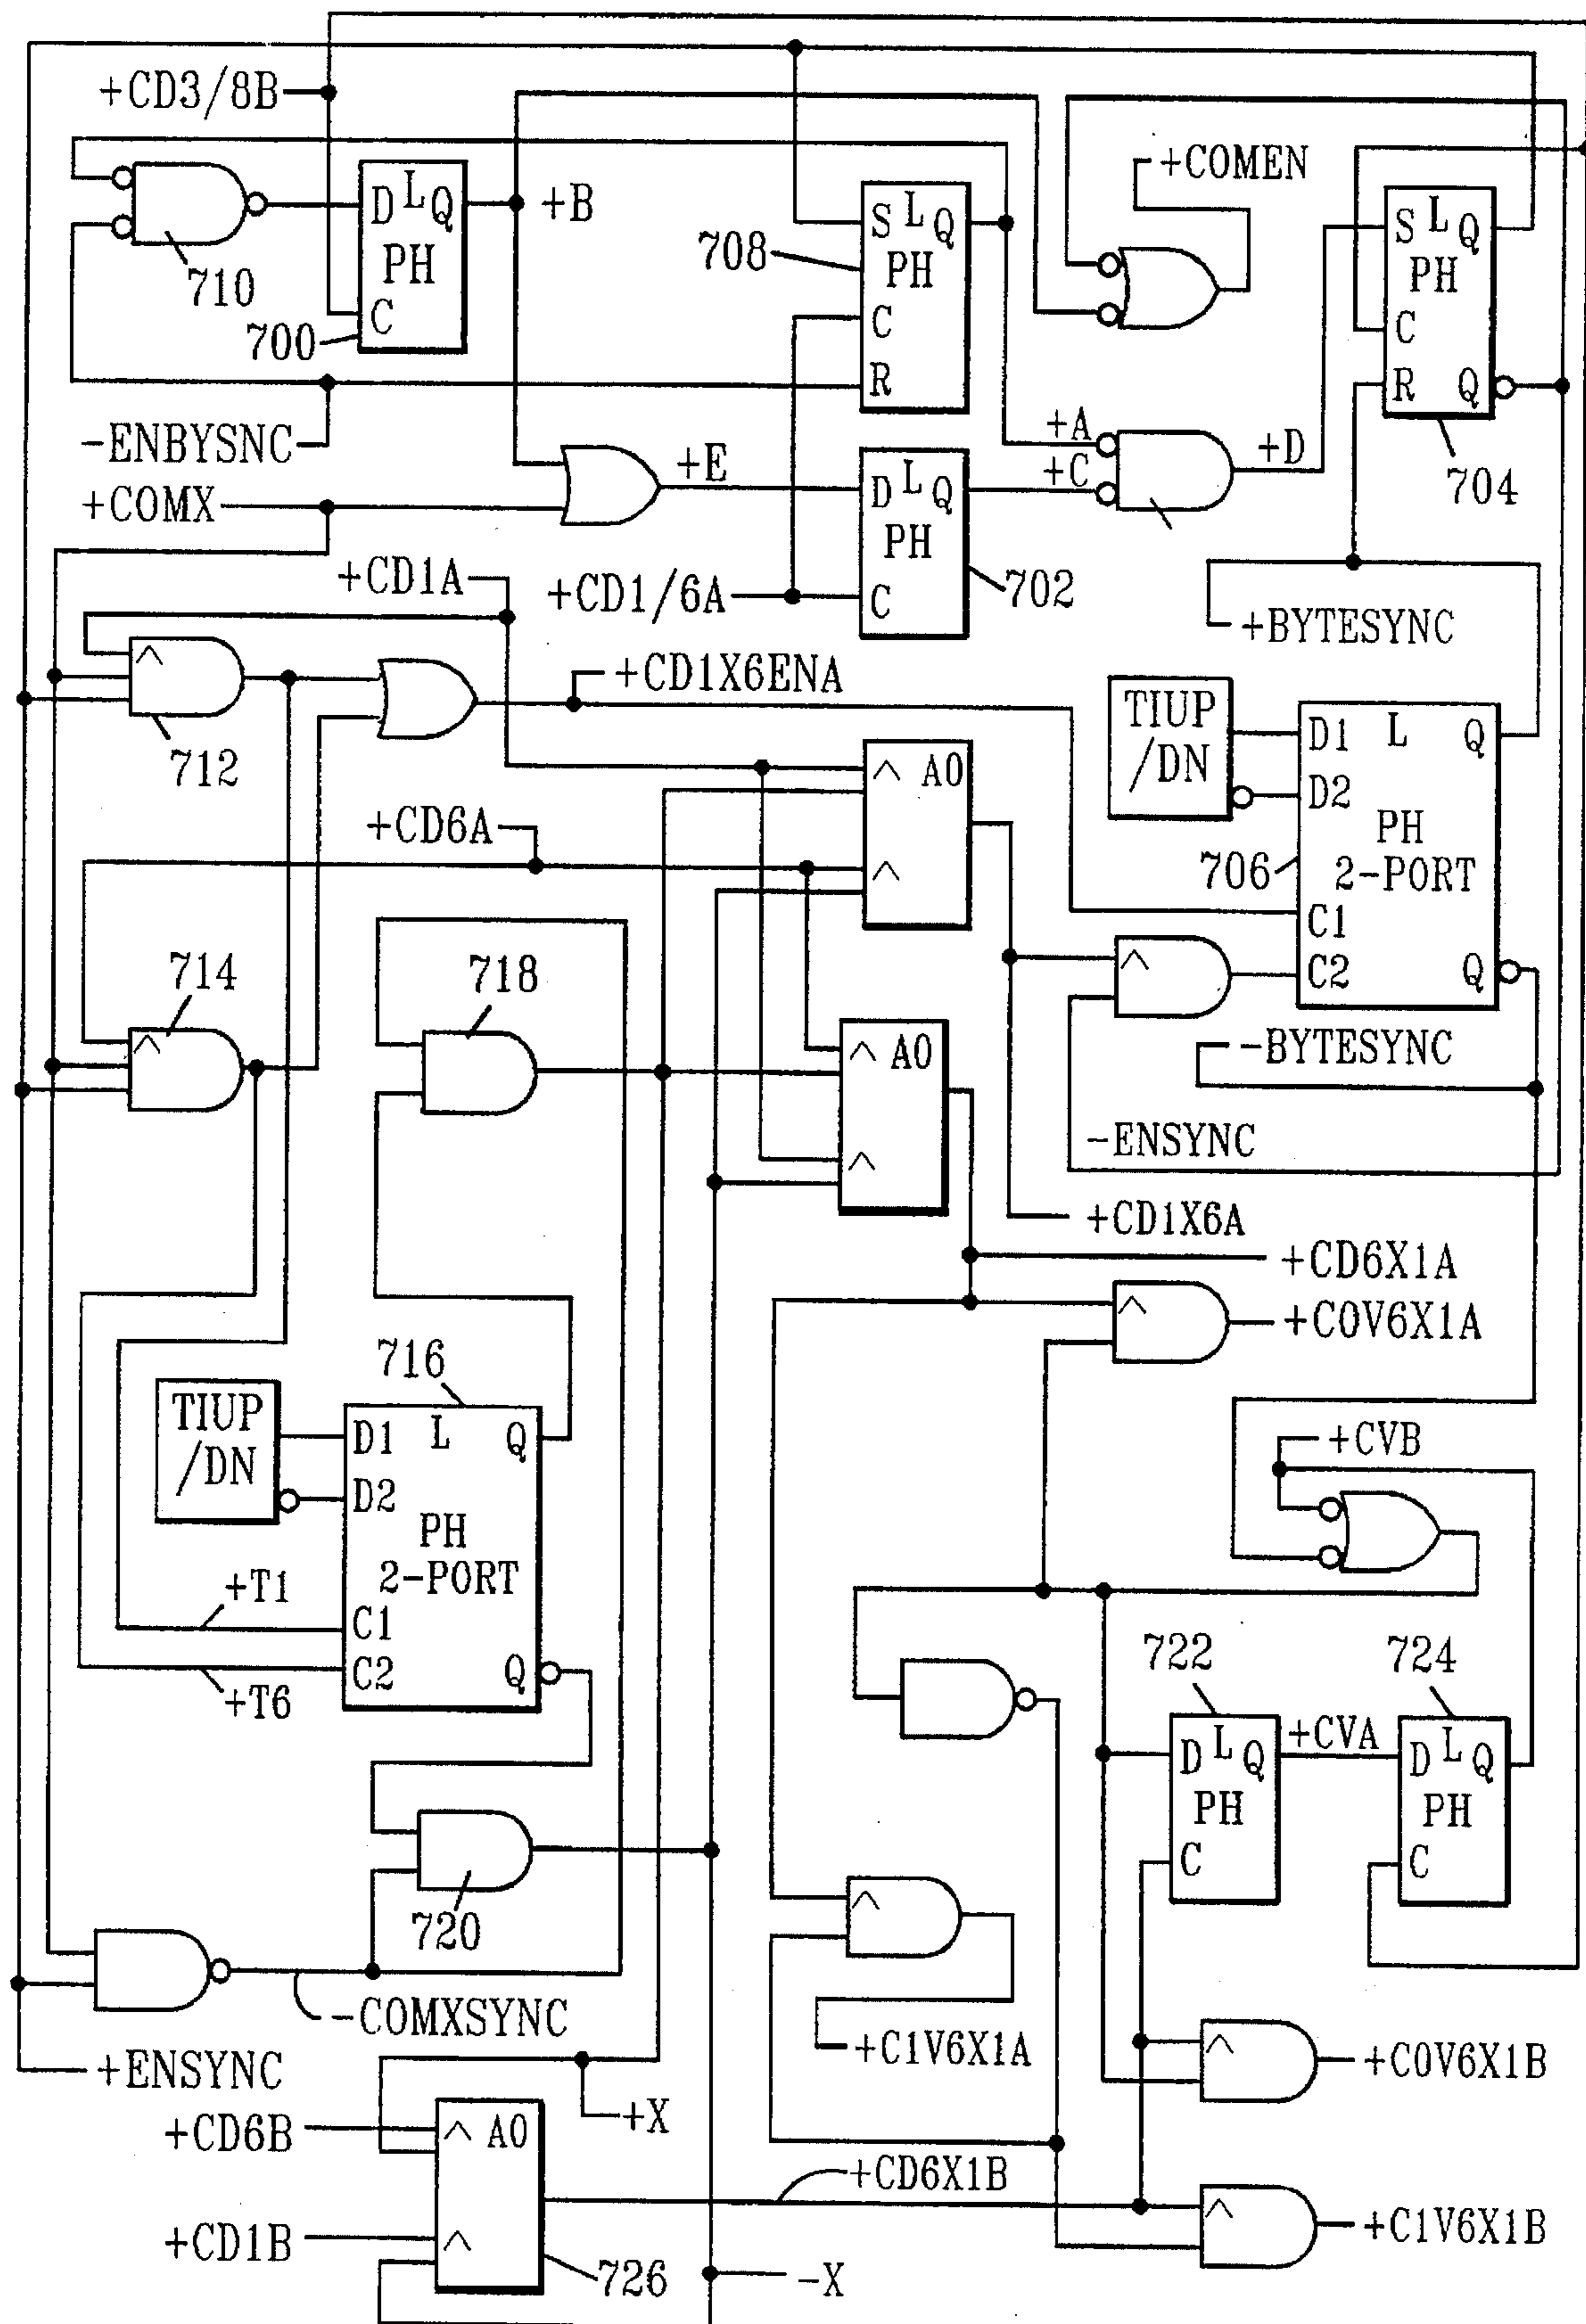 +CD3/8B
D L Q
PH
C
+B
710
700
S L Q
PH
C
R
708
+COMEN
S L Q
PH
C
R Q
704
-ENBYSNC
+COMX
+E
D L Q
PH
C
702
+A
+C
+D
+CD1A
+CD1/6A
+BYTESYNC
712
+CD1X6ENA
TIUP
/DN
D1 L Q
D2
PH
2-PORT
C1
C2 Q
706
^ A0
^
+CD6A
714
718
^ A0
^
-BYTESYNC
-ENSYNC
+CD1X6A
+CD6X1A
+C0V6X1A
716
TIUP
/DN
D1 L Q
D2
PH
2-PORT
C1
C2 Q
+T1
+T6
+CVB
722
724
D L Q
PH
C
+CVA
D L Q
PH
C
720
-COMXSYNC
+ENSYNC
+C1V6X1A
+C0V6X1B
+X
+CD6B
^ A0
+CD6X1B
+CD1B
^
726
-X
+C1V6X1B